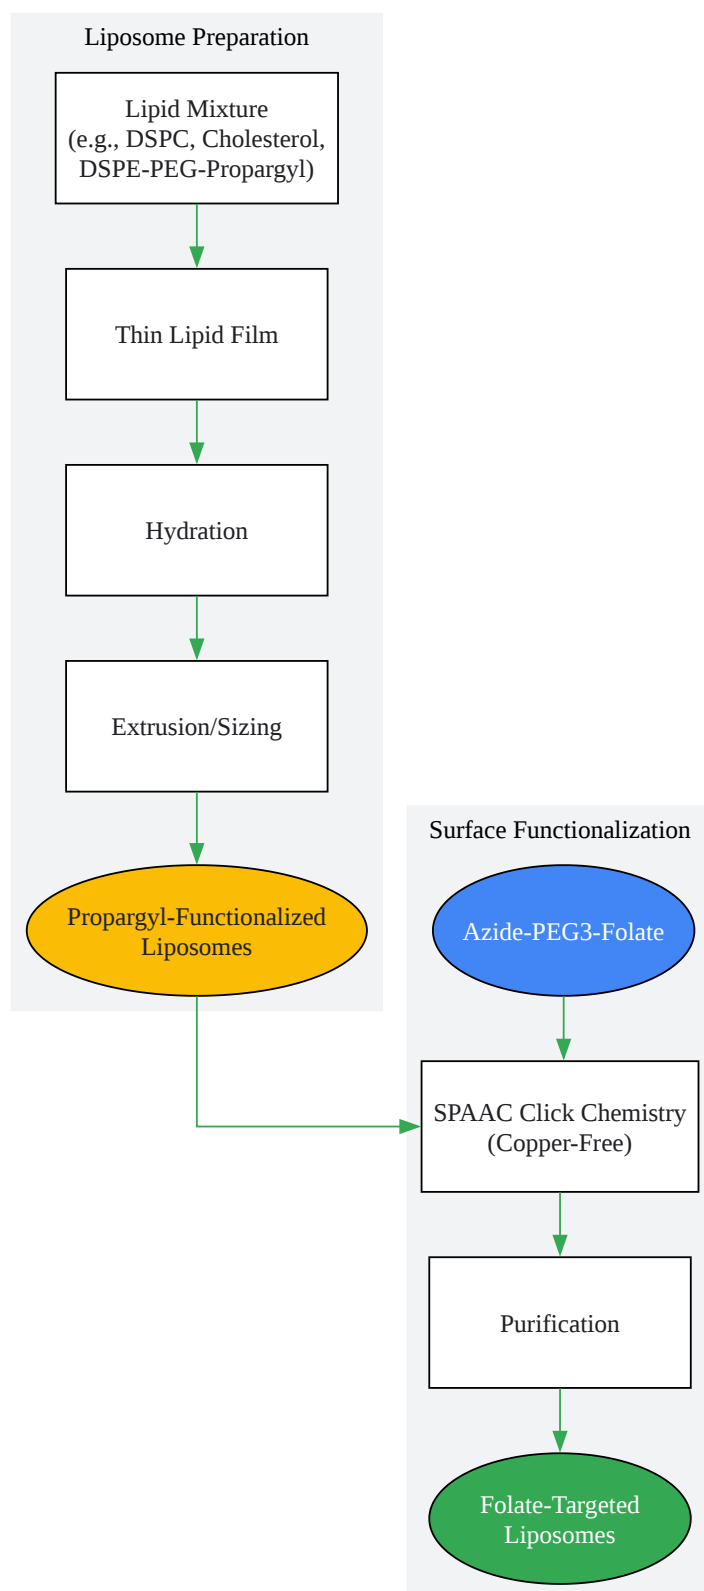 Liposome Preparation
Lipid Mixture
(e.g., DSPC, Cholesterol,
DSPE-PEG-Propargyl)
Thin Lipid Film
Hydration
Extrusion/Sizing
Propargyl-Functionalized
Liposomes
Surface Functionalization
Azide-PEG3-Folate
SPAAC Click Chemistry
(Copper-Free)
Purification
Folate-Targeted
Liposomes